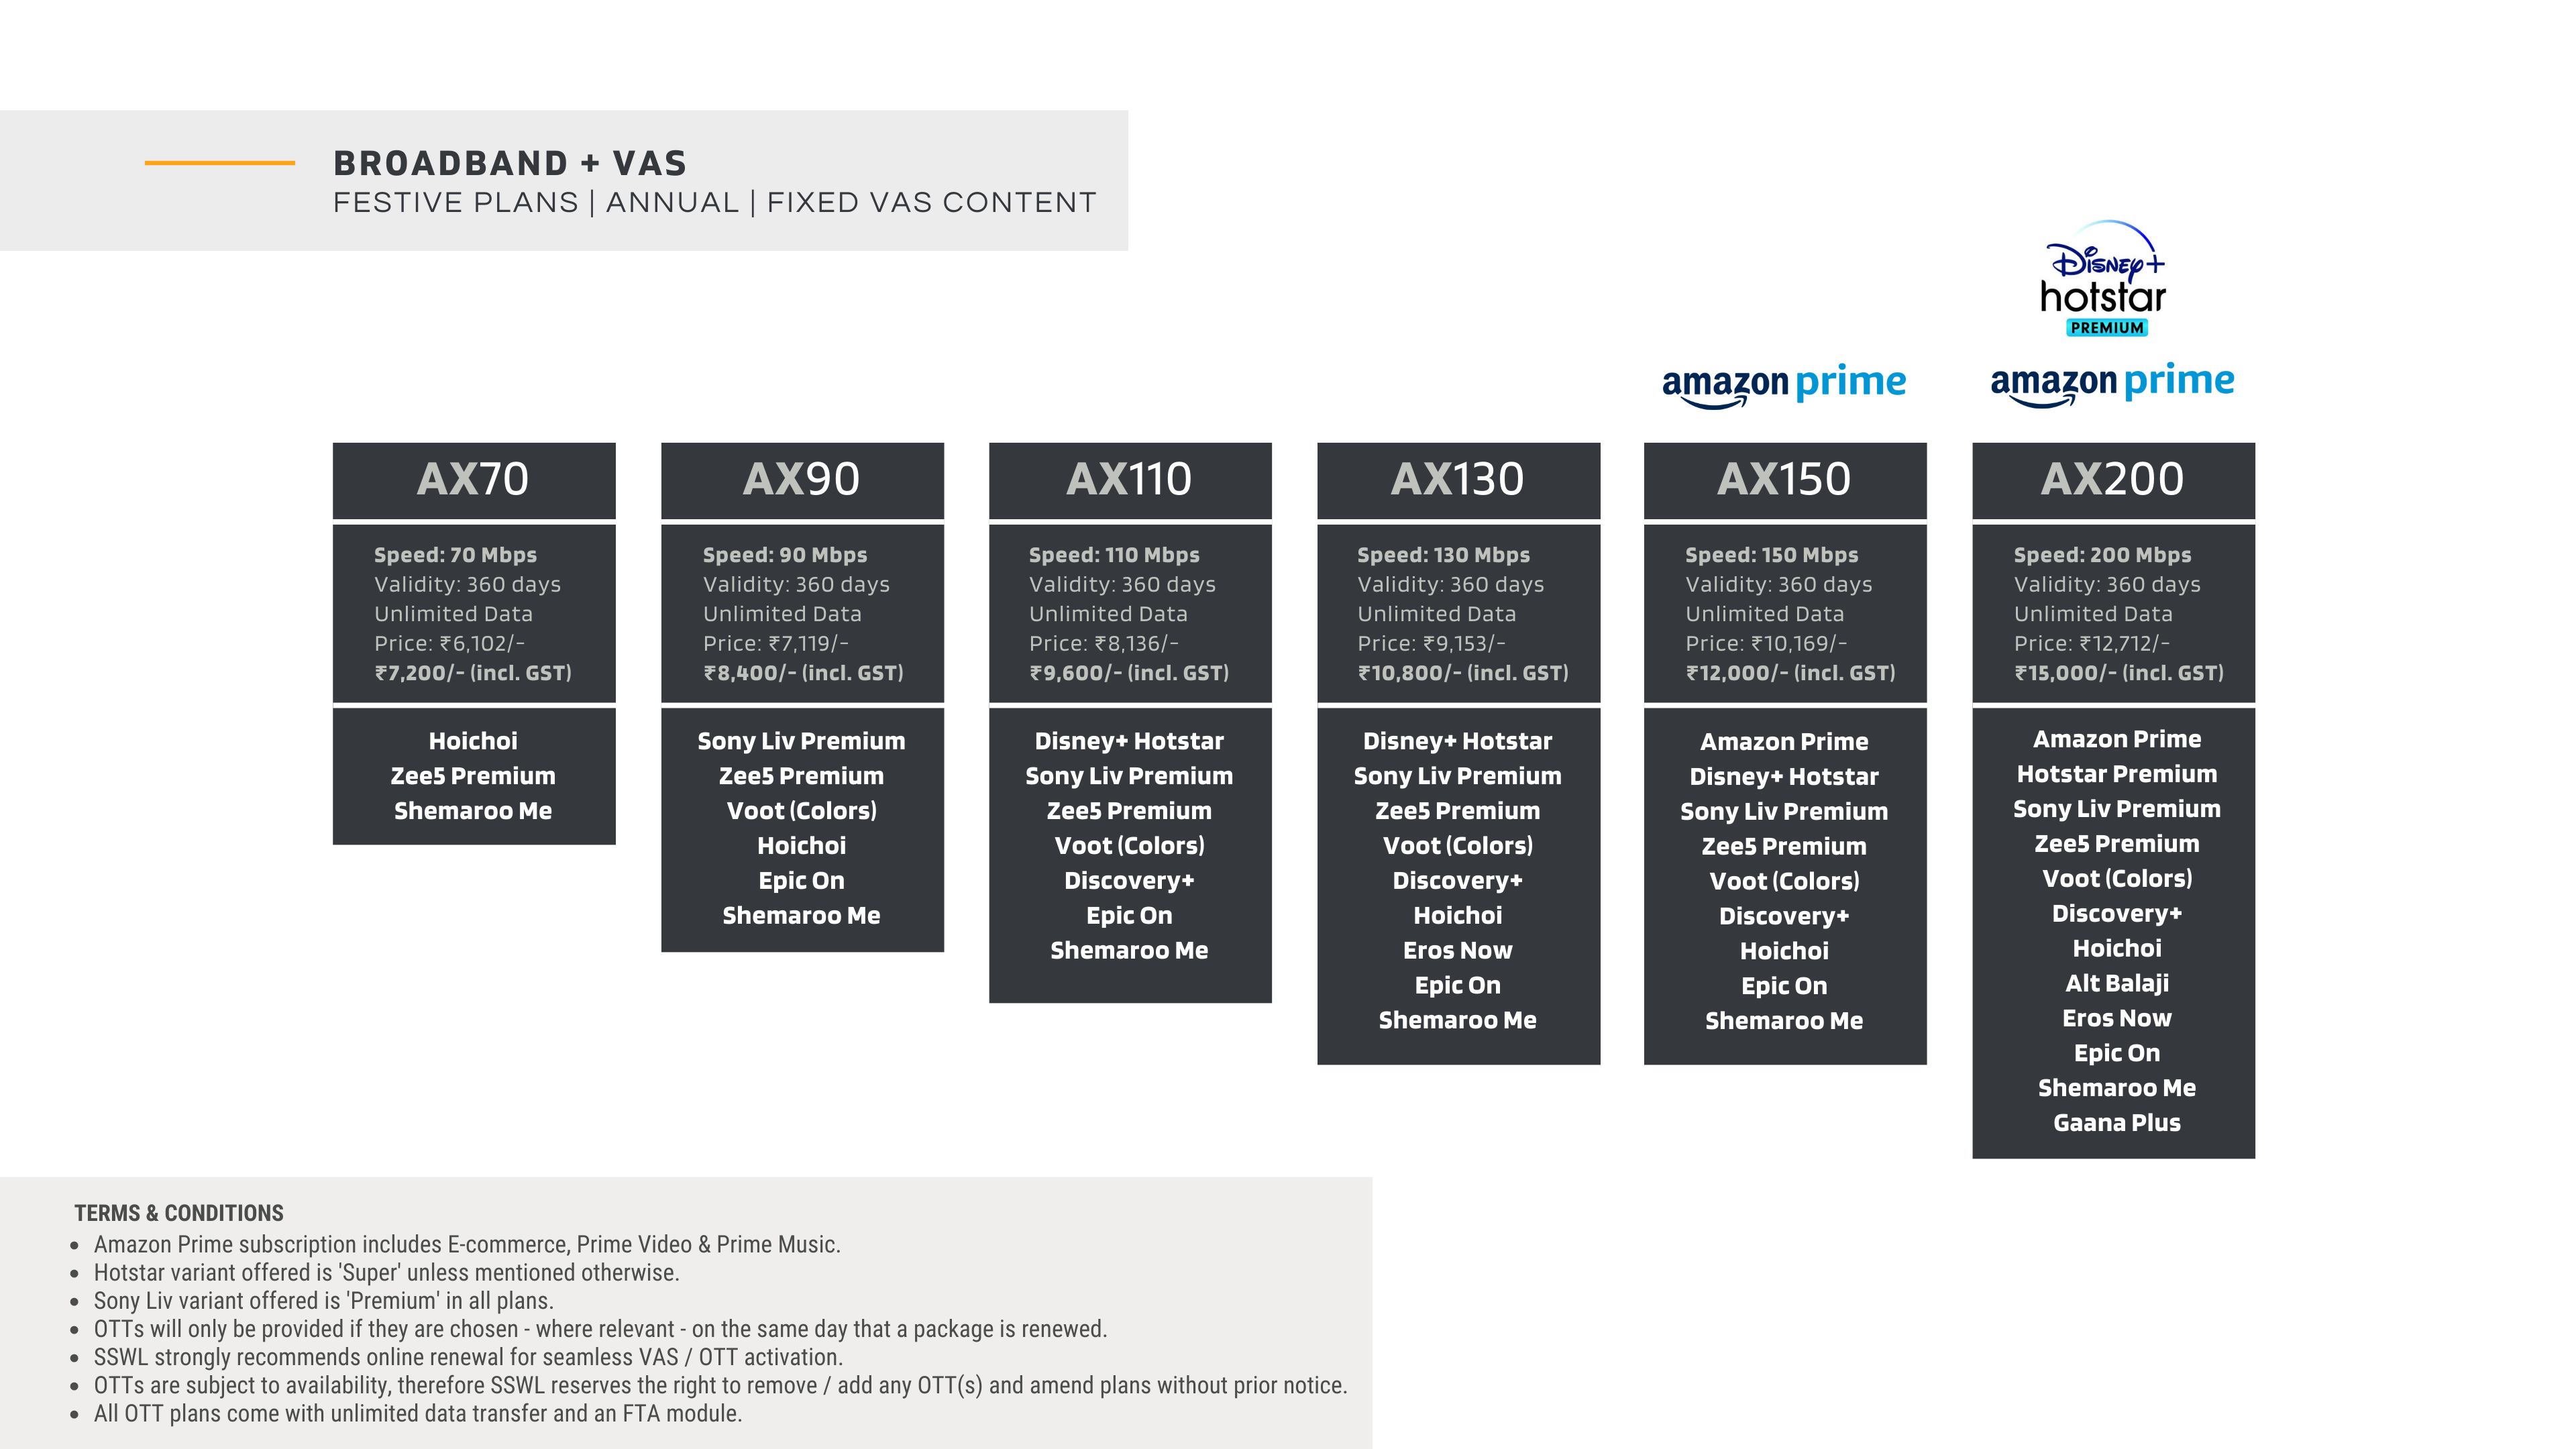 BROADBAND + VAS
FESTIVE PLANS | ANNUAL | FIXED VAS CONTENT
Disney+
hotstar
PREMIUM
amazon prime
amazon prime
AX70
Speed: 70 Mbps
Validity: 360 days
Unlimited Data
Price: ₹6,102/-
₹7,200/- (incl. GST)
Hoichoi
Zee5 Premium
Shemaroo Me
AX90
Speed: 90 Mbps
Validity: 360 days
Unlimited Data
Price: ₹7,119/-
₹8,400/- (incl. GST)
Sony Liv Premium
Zee5 Premium
Voot (Colors)
Hoichoi
Epic On
Shemaroo Me
AX110
Speed: 110 Mbps
Validity: 360 days
Unlimited Data
Price: ₹8,136/-
₹9,600/- (incl. GST)
Disney+ Hotstar
Sony Liv Premium
Zee5 Premium
Voot (Colors)
Discovery+
Epic On
Shemaroo Me
AX130
Speed: 130 Mbps
Validity: 360 days
Unlimited Data
Price: ₹9,153/-
₹10,800/- (incl. GST)
Disney+ Hotstar
Sony Liv Premium
Zee5 Premium
Voot (Colors)
Discovery+
Hoichoi
Eros Now
Epic On
Shemaroo Me
AX150
Speed: 150 Mbps
Validity: 360 days
Unlimited Data
Price: ₹10,169/-
₹12,000/- (incl. GST)
Amazon Prime
Disney+ Hotstar
Sony Liv Premium
Zee5 Premium
Voot (Colors)
Discovery+
Hoichoi
Epic On
Shemaroo Me
AX200
Speed: 200 Mbps
Validity: 360 days
Unlimited Data
Price: ₹12,712/-
₹15,000/- (incl. GST)
Amazon Prime
Hotstar Premium
Sony Liv Premium
Zee5 Premium
Voot (Colors)
Discovery+
Hoichoi
Alt Balaji
Eros Now
Epic On
Shemaroo Me
Gaana Plus
TERMS & CONDITIONS
• Amazon Prime subscription includes E-commerce, Prime Video & Prime Music.
• Hotstar variant offered is 'Super' unless mentioned otherwise.
• Sony Liv variant offered is 'Premium' in all plans.
• OTTs will only be provided if they are chosen - where relevant - on the same day that a package is renewed.
• SSWL strongly recommends online renewal for seamless VAS / OTT activation.
• OTTs are subject to availability, therefore SSWL reserves the right to remove / add any OTT(s) and amend plans without prior notice.
• All OTT plans come with unlimited data transfer and an FTA module.